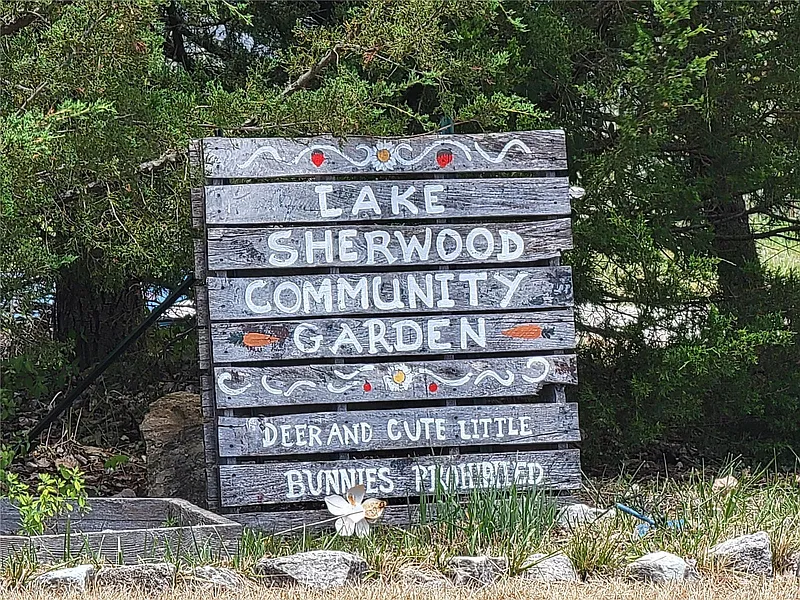 LAKE
SHERWOOD
COMMUNITY
GARDEN
DEER AND CUTE LITTLE
BUNNIES PROHIBITED